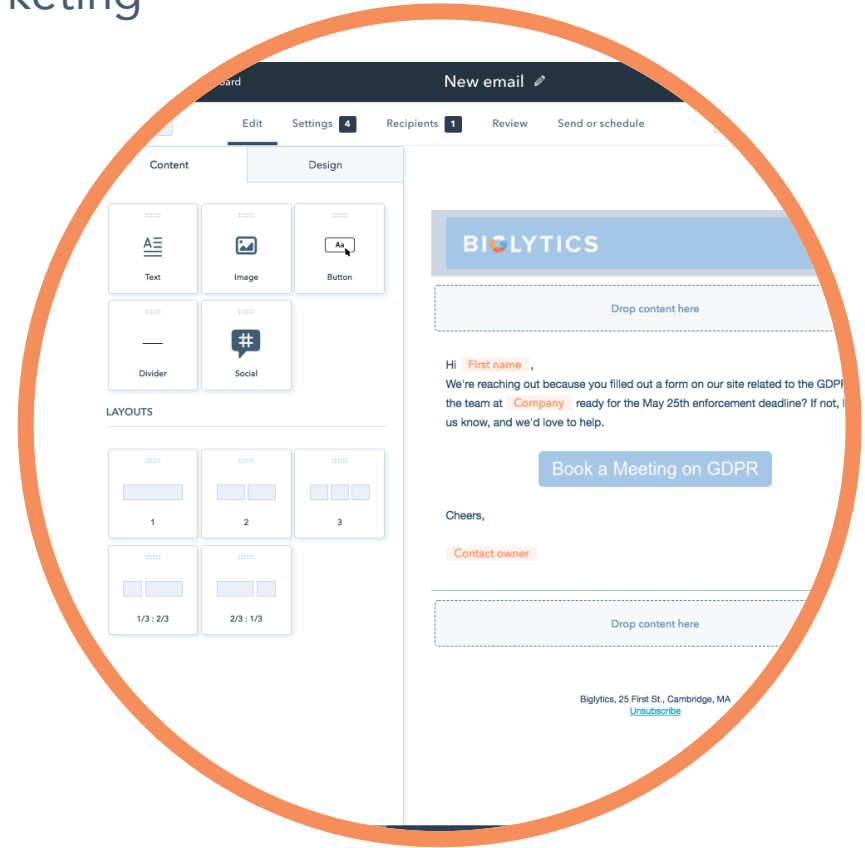 keting
ard
New email
Edit Settings 4 Recipients 1 Review Send or schedule
Content Design
Text Image Button
Aa
Divider Social
LAYOUTS
1 2 3
1/3 : 2/3 2/3 : 1/3
BIGLYTICS
Drop content here
Hi First name ,
We're reaching out because you filled out a form on our site related to the GDPR
the team at Company ready for the May 25th enforcement deadline? If not,
us know, and we'd love to help.
Book a Meeting on GDPR
Cheers,
Contact owner
Drop content here
Biglytics, 25 First St., Cambridge, MA
Unsubscribe